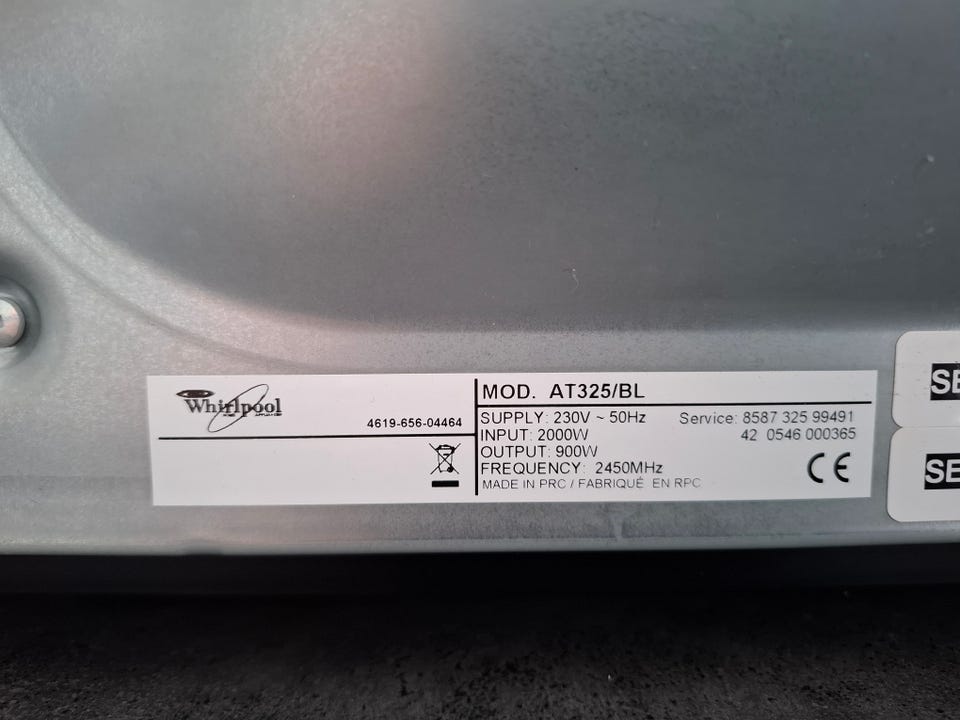 Whirlpool
4619-656-04464
MOD. AT325/BL
SUPPLY: 230V ~ 50Hz Service: 8587 325 99491
INPUT: 2000W 42 0546 000365
OUTPUT: 900W
FREQUENCY: 2450MHz
MADE IN PRC / FABRIQUÉ EN RPC
CE
SE
SE